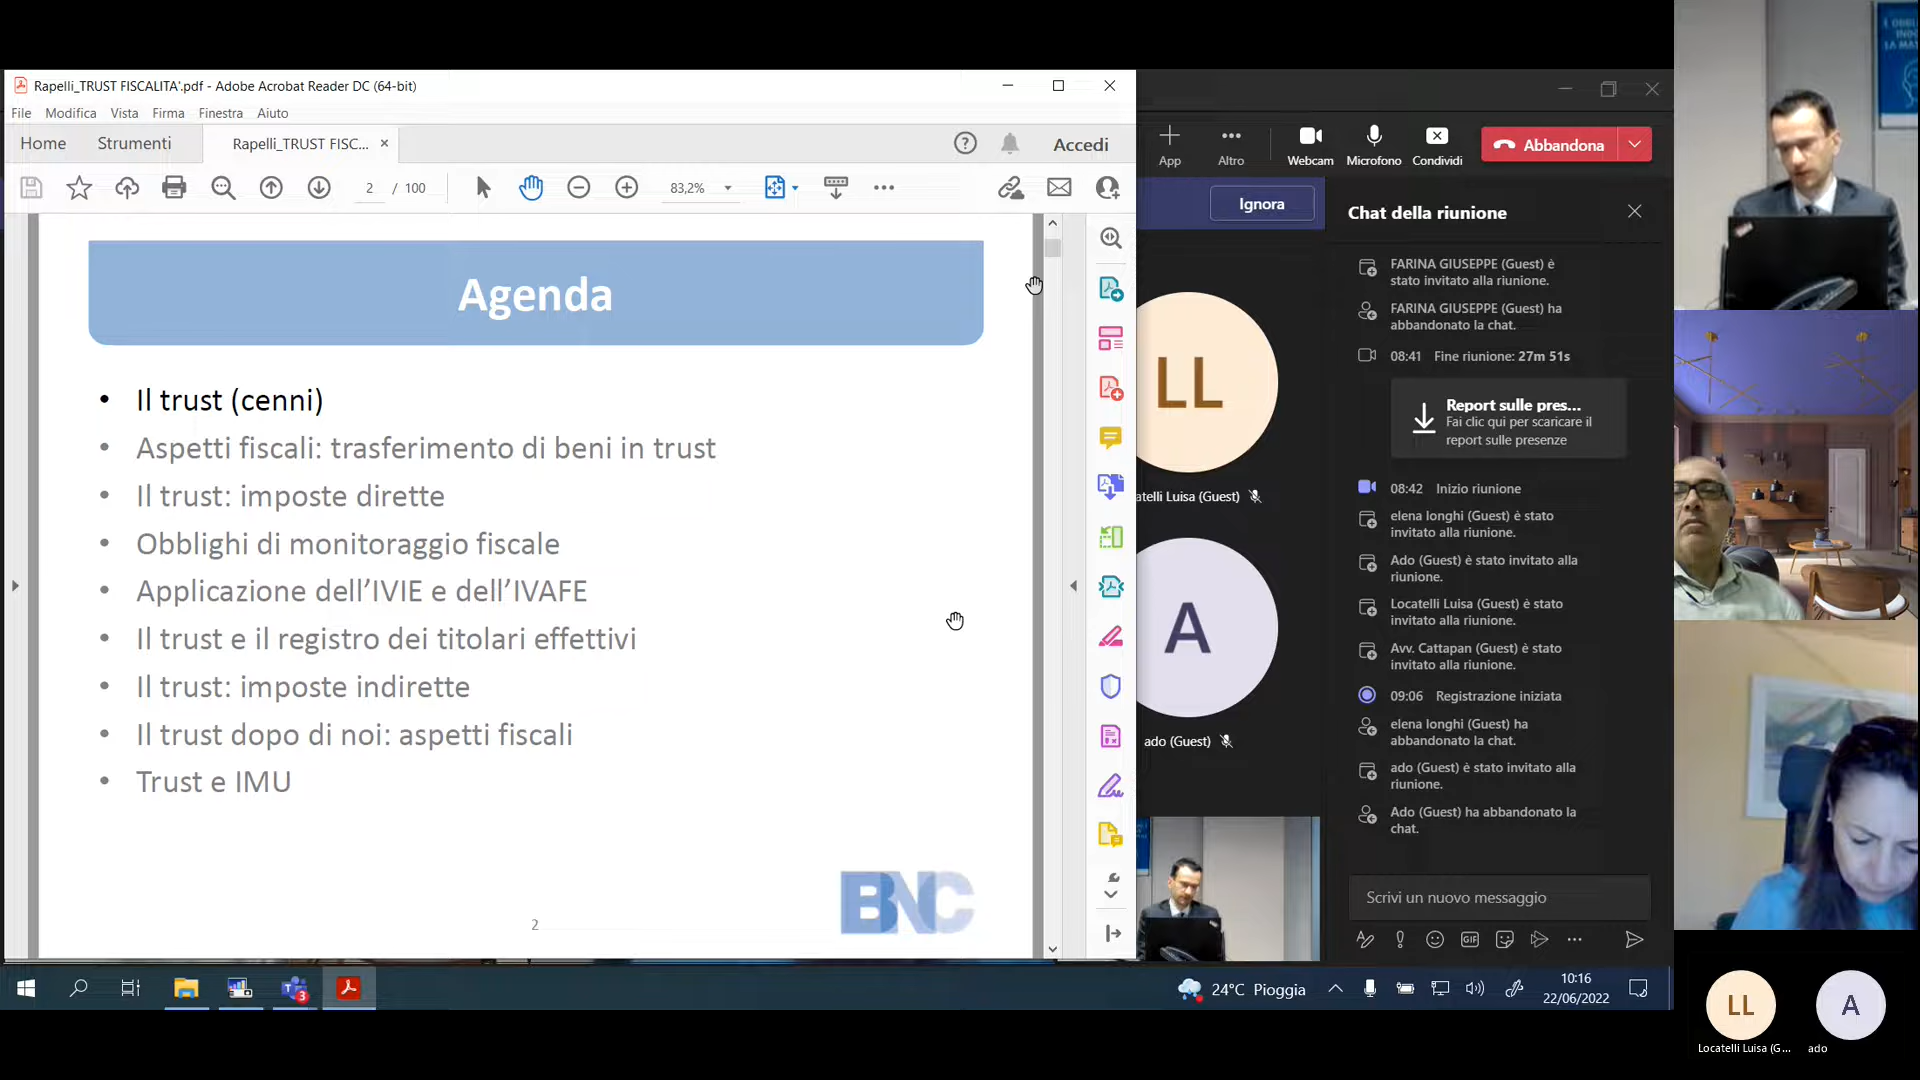 Rapelli_TRUST FISCALITA'.pdf - Adobe Acrobat Reader DC (64-bit)
File Modifica Vista Firma Finestra Aiuto
Home Strumenti Rapelli_TRUST FISC... × Accedi
2 / 100 83,2%
Agenda
• Il trust (cenni)
• Aspetti fiscali: trasferimento di beni in trust
• Il trust: imposte dirette
• Obblighi di monitoraggio fiscale
• Applicazione dell’IVIE e dell’IVAFE
• Il trust e il registro dei titolari effettivi
• Il trust: imposte indirette
• Il trust dopo di noi: aspetti fiscali
• Trust e IMU
2
BNC
App Altro Webcam Microfono Condividi Abbandona
Ignora
LL
atelli Luisa (Guest)
A
ado (Guest)
Chat della riunione
FARINA GIUSEPPE (Guest) è
stato invitato alla riunione.
FARINA GIUSEPPE (Guest) ha
abbandonato la chat.
08:41 Fine riunione: 27m 51s
Report sulle pres...
Fai clic qui per scaricare il
report sulle presenze
08:42 Inizio riunione
elena longhi (Guest) è stato
invitato alla riunione.
Ado (Guest) è stato invitato alla
riunione.
Locatelli Luisa (Guest) è stato
invitato alla riunione.
Avv. Cattapan (Guest) è stato
invitato alla riunione.
09:06 Registrazione iniziata
elena longhi (Guest) ha
abbandonato la chat.
ado (Guest) è stato invitato alla
riunione.
Ado (Guest) ha abbandonato la
chat.
Scrivi un nuovo messaggio
GIF
3
24°C Pioggia
10:16
22/06/2022
LL
Locatelli Luisa (G...
A
ado